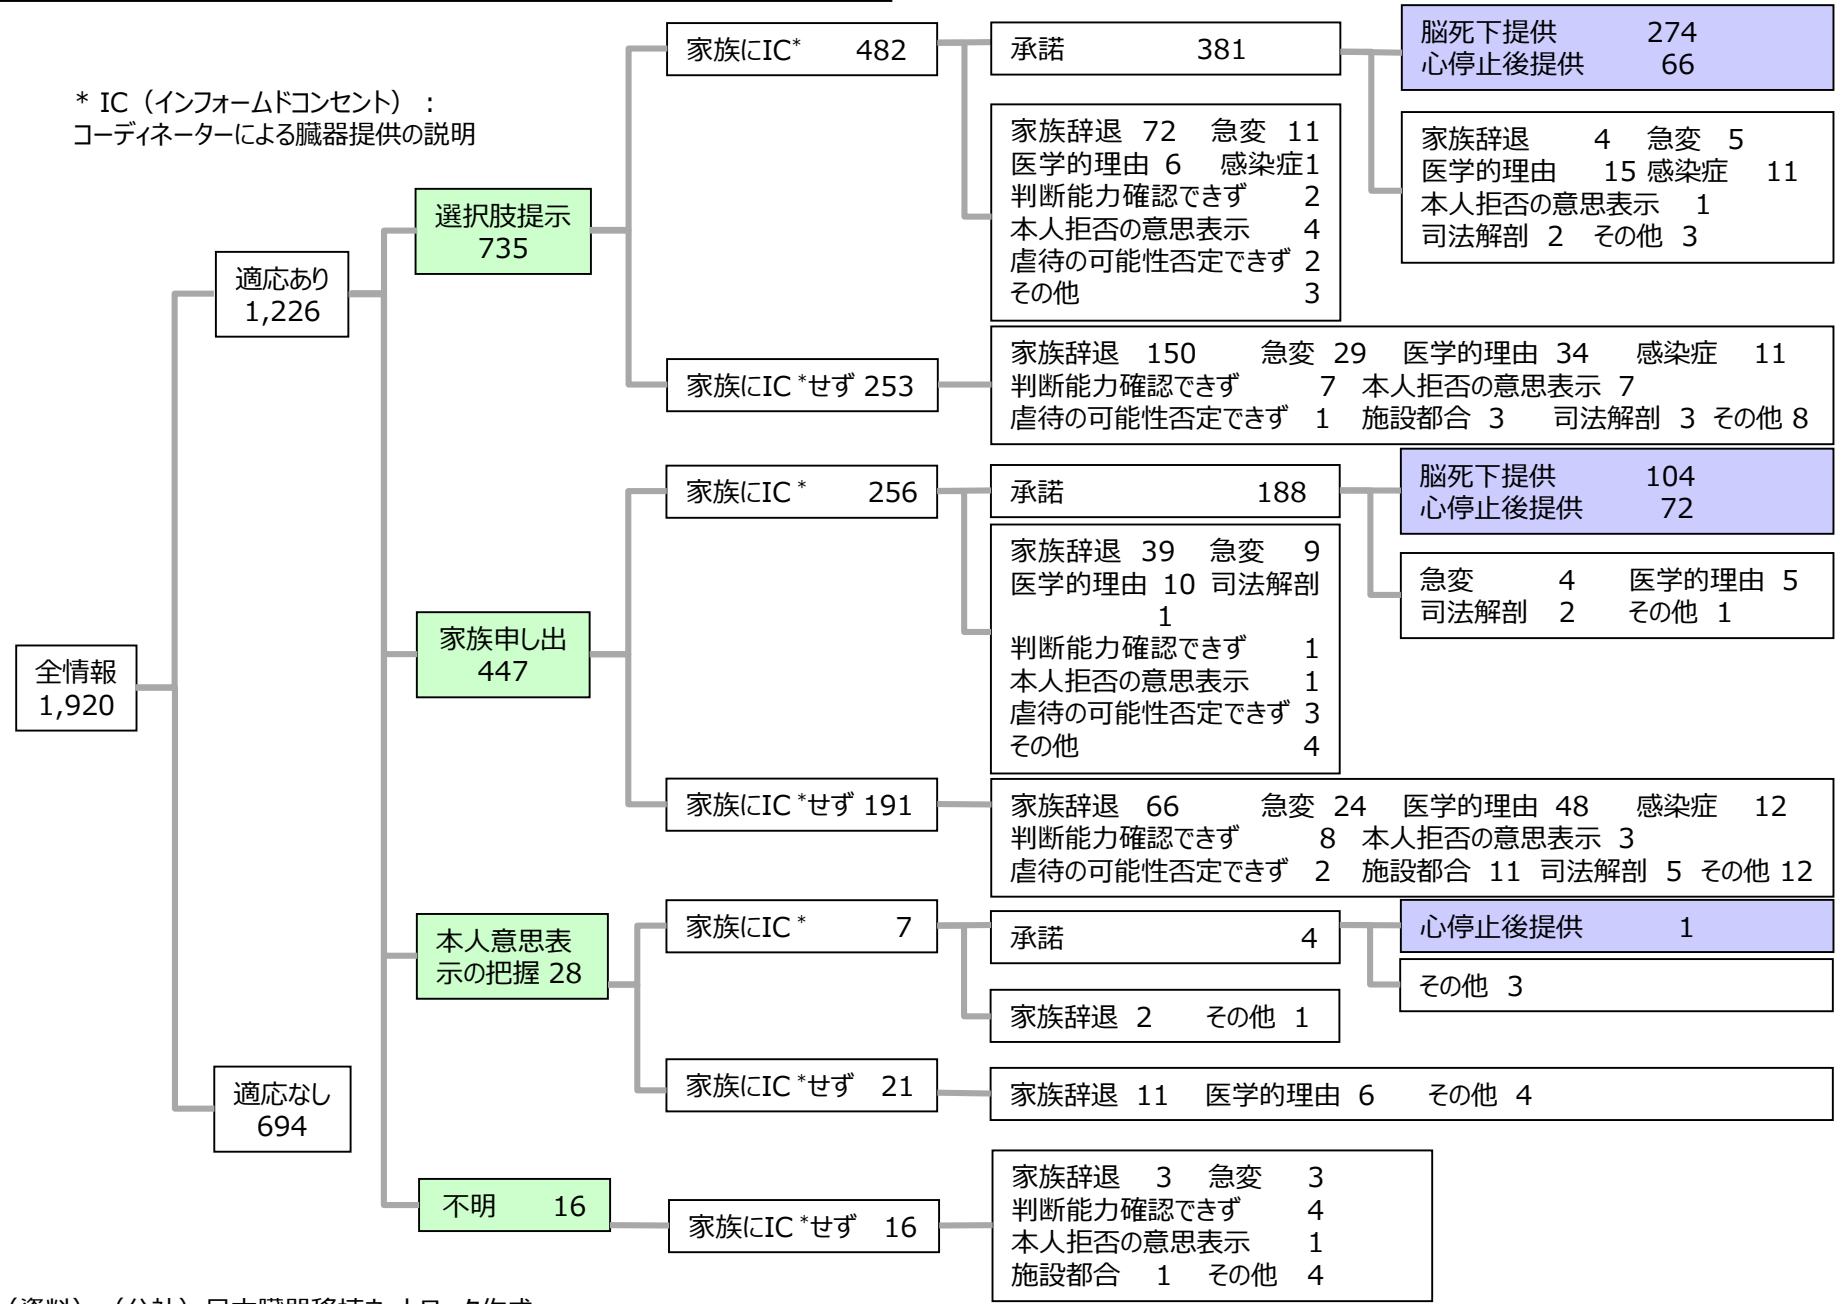 * IC（インフォームドコンセント）：
コーディネーターによる臓器提供の説明
全情報
1,920
適応あり
1,226
適応なし
694
選択肢提示
735
家族にIC* 482
承諾 381
脳死下提供 274
心停止後提供 66
家族辞退 4 急変 5
医学的理由 15 感染症 11
本人拒否の意思表示 1
司法解剖 2 その他 3
家族辞退 72 急変 11
医学的理由 6 感染症1
判断能力確認できず 2
本人拒否の意思表示 4
虐待の可能性否定できず 2
その他 3
家族にIC*せず 253
家族辞退 150 急変 29 医学的理由 34 感染症 11
判断能力確認できず 7 本人拒否の意思表示 7
虐待の可能性否定できず 1 施設都合 3 司法解剖 3 その他 8
家族申し出
447
家族にIC* 256
承諾 188
脳死下提供 104
心停止後提供 72
急変 4 医学的理由 5
司法解剖 2 その他 1
家族辞退 39 急変 9
医学的理由 10 司法解剖
1
判断能力確認できず 1
本人拒否の意思表示 1
虐待の可能性否定できず 3
その他 4
家族にIC*せず 191
家族辞退 66 急変 24 医学的理由 48 感染症 12
判断能力確認できず 8 本人拒否の意思表示 3
虐待の可能性否定できず 2 施設都合 11 司法解剖 5 その他 12
本人意思表
示の把握 28
家族にIC* 7
承諾 4
心停止後提供 1
その他 3
家族辞退 2 その他 1
家族にIC*せず 21
家族辞退 11 医学的理由 6 その他 4
不明 16
家族にIC*せず 16
家族辞退 3 急変 3
判断能力確認できず 4
本人拒否の意思表示 1
施設都合 1 その他 4